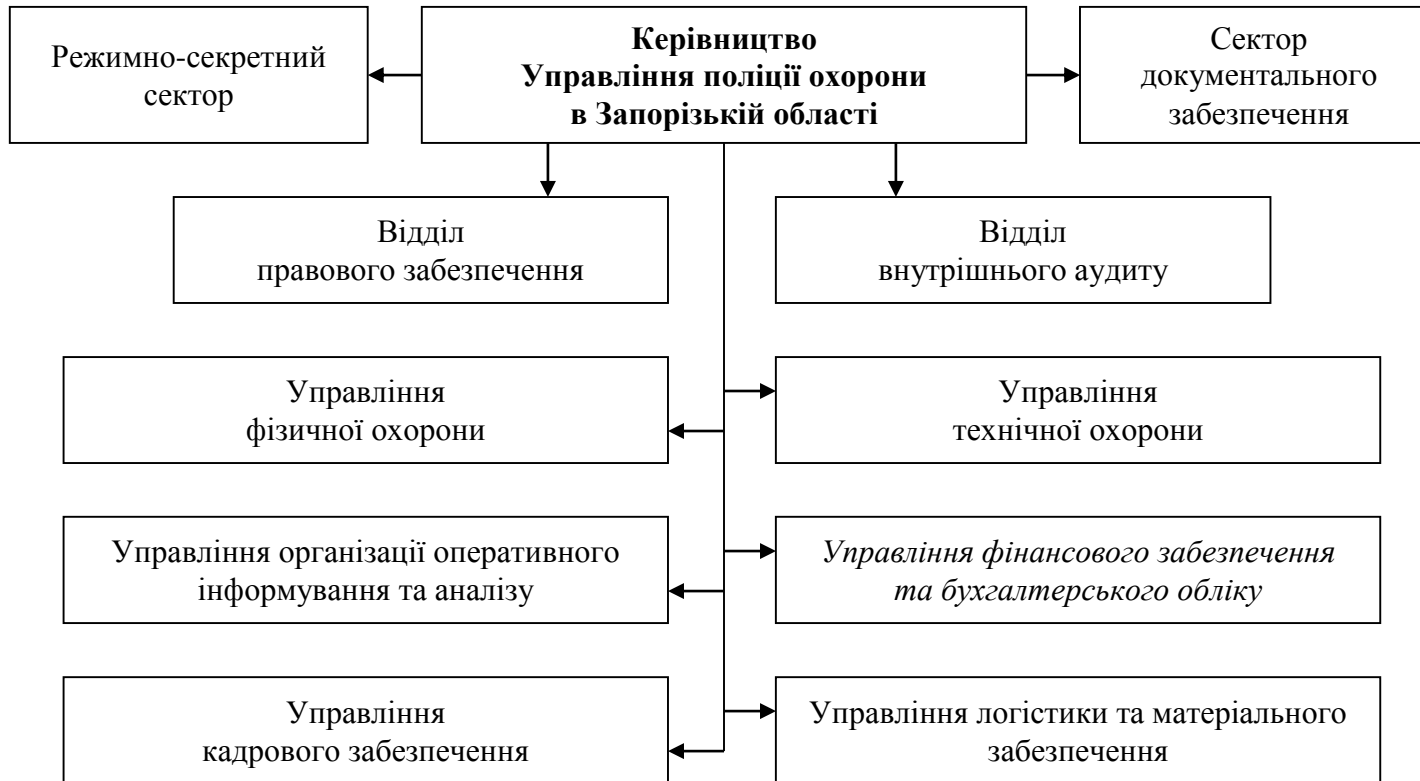 Режимно-секретний
сектор
Керівництво
Управління поліції охорони
в Запорізькій області
Сектор
документального
забезпечення
Відділ
правового забезпечення
Відділ
внутрішнього аудиту
Управління
фізичної охорони
Управління
технічної охорони
Управління організації оперативного
інформування та аналізу
Управління фінансового забезпечення
та бухгалтерського обліку
Управління
кадрового забезпечення
Управління логістики та матеріального
забезпечення